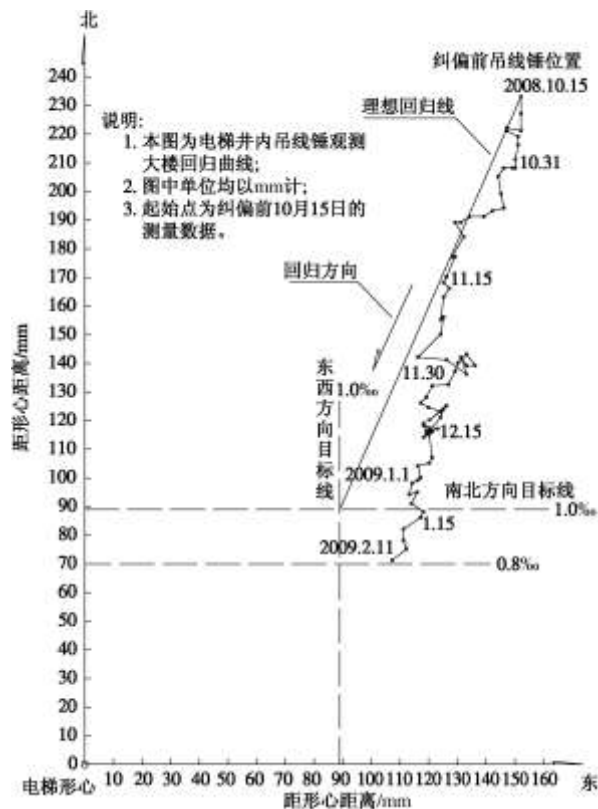 北
纠偏前吊线锤位置
2008.10.15
理想回归线
说明:
1. 本图为电梯井内吊线锤观测
大楼回归曲线;
2. 图中单位均以mm计;
3. 起始点为纠偏前10月15日的
测量数据。
10.31
回归方向
11.15
东西方向目标线
1.0‰
11.30
12.15
2009.1.1
南北方向目标线
1.0‰
1.15
2009.2.11
0.8‰
距形心距离/mm
240
230
220
210
200
190
180
170
160
150
140
130
120
110
100
90
80
70
60
50
40
30
20
10
0
电梯形心 10 20 30 40 50 60 70 80 90 100 110 120 130 140 150 160 东
距形心距离/mm